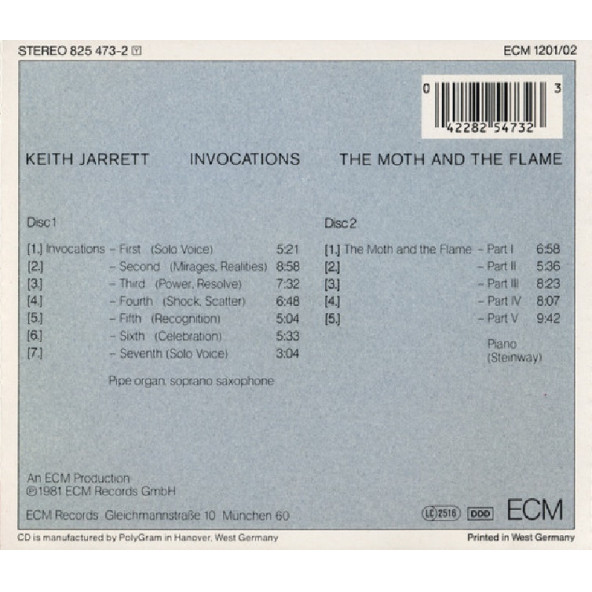 STEREO 825 473-2 Y
ECM 1201/02
0 42282 54732 3
KEITH JARRETT INVOCATIONS THE MOTH AND THE FLAME
Disc 1
[1.] Invocations – First (Solo Voice) 5:21
[2.] – Second (Mirages, Realities) 8:58
[3.] – Third (Power, Resolve) 7:32
[4.] – Fourth (Shock, Scatter) 6:48
[5.] – Fifth (Recognition) 5:04
[6.] – Sixth (Celebration) 5:33
[7.] – Seventh (Solo Voice) 3:04
Pipe organ, soprano saxophone
Disc 2
[1.] The Moth and the Flame – Part I 6:58
[2.] – Part II 5:36
[3.] – Part III 8:23
[4.] – Part IV 8:07
[5.] – Part V 9:42
Piano
(Steinway)
An ECM Production
℗1981 ECM Records GmbH
ECM Records Gleichmannstraße 10 München 60
LC 2516 DDD ECM
CD is manufactured by PolyGram in Hanover, West Germany
Printed in West Germany